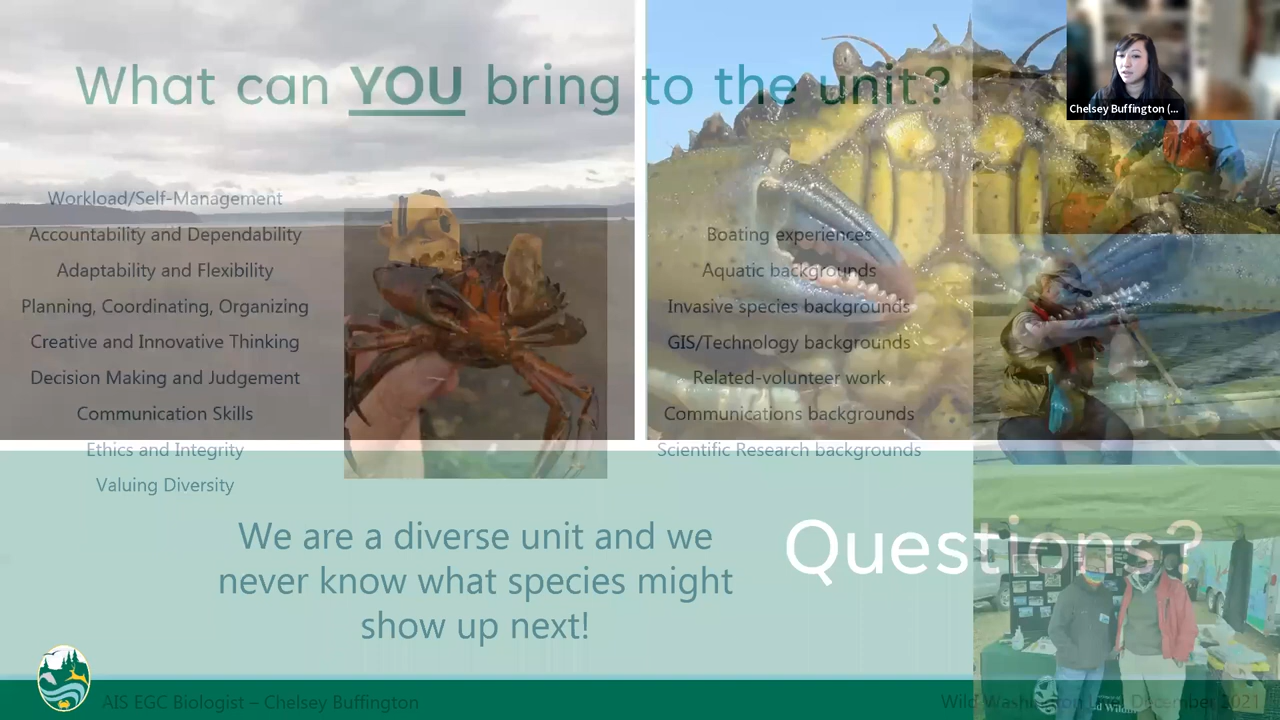 What can YOU bring to the unit?
Chelsey Buffington (...
Workload/Self-Management
Accountability and Dependability
Adaptability and Flexibility
Planning, Coordinating, Organizing
Creative and Innovative Thinking
Decision Making and Judgement
Communication Skills
Ethics and Integrity
Valuing Diversity
Boating experiences
Aquatic backgrounds
Invasive species backgrounds
GIS/Technology backgrounds
Related-volunteer work
Communications backgrounds
Scientific Research backgrounds
We are a diverse unit and we
never know what species might
show up next!
Questions?
AIS EGC Biologist – Chelsey Buffington
Wild Washington December 2021